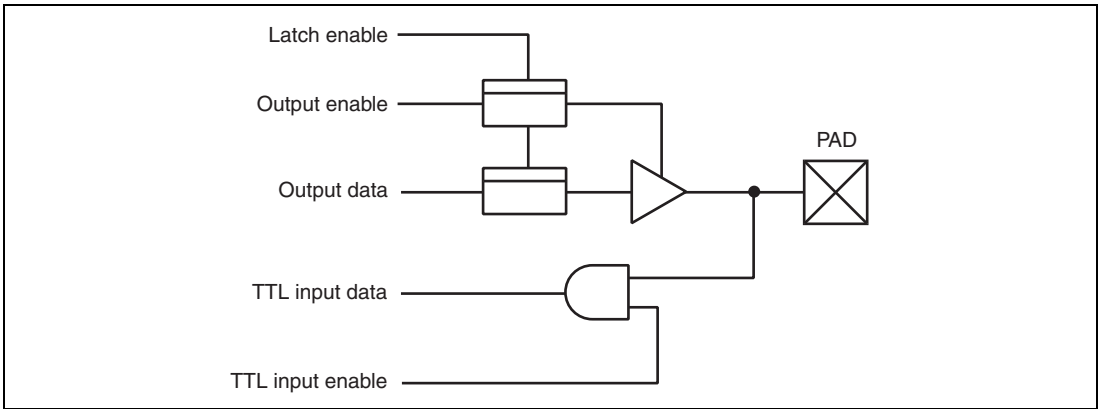 Latch enable
Output enable
PAD
Output data
TTL input data
TTL input enable